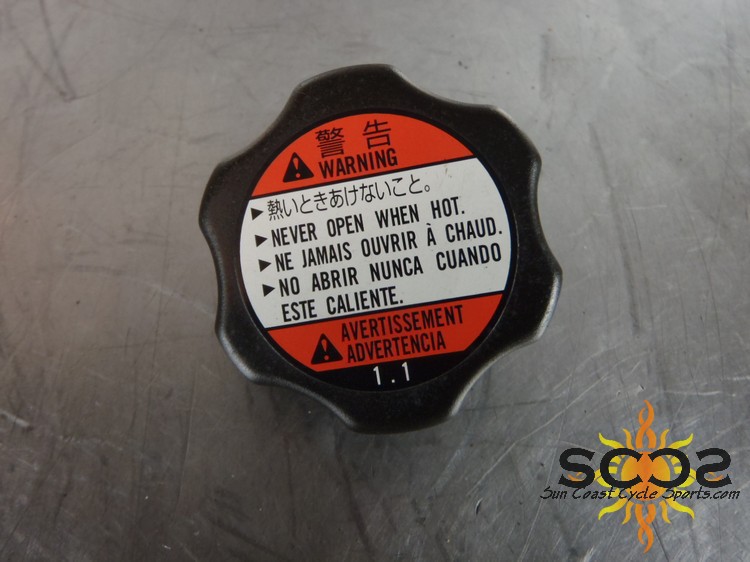 警告
WARNING
▶熱いときあけないこと。
▶NEVER OPEN WHEN HOT.
▶NE JAMAIS OUVRIR À CHAUD.
▶NO ABRIR NUNCA CUANDO
ESTE CALIENTE.
AVERTISSEMENT
ADVERTENCIA
1.1
SCCS
Sun Coast Cycle Sports.com